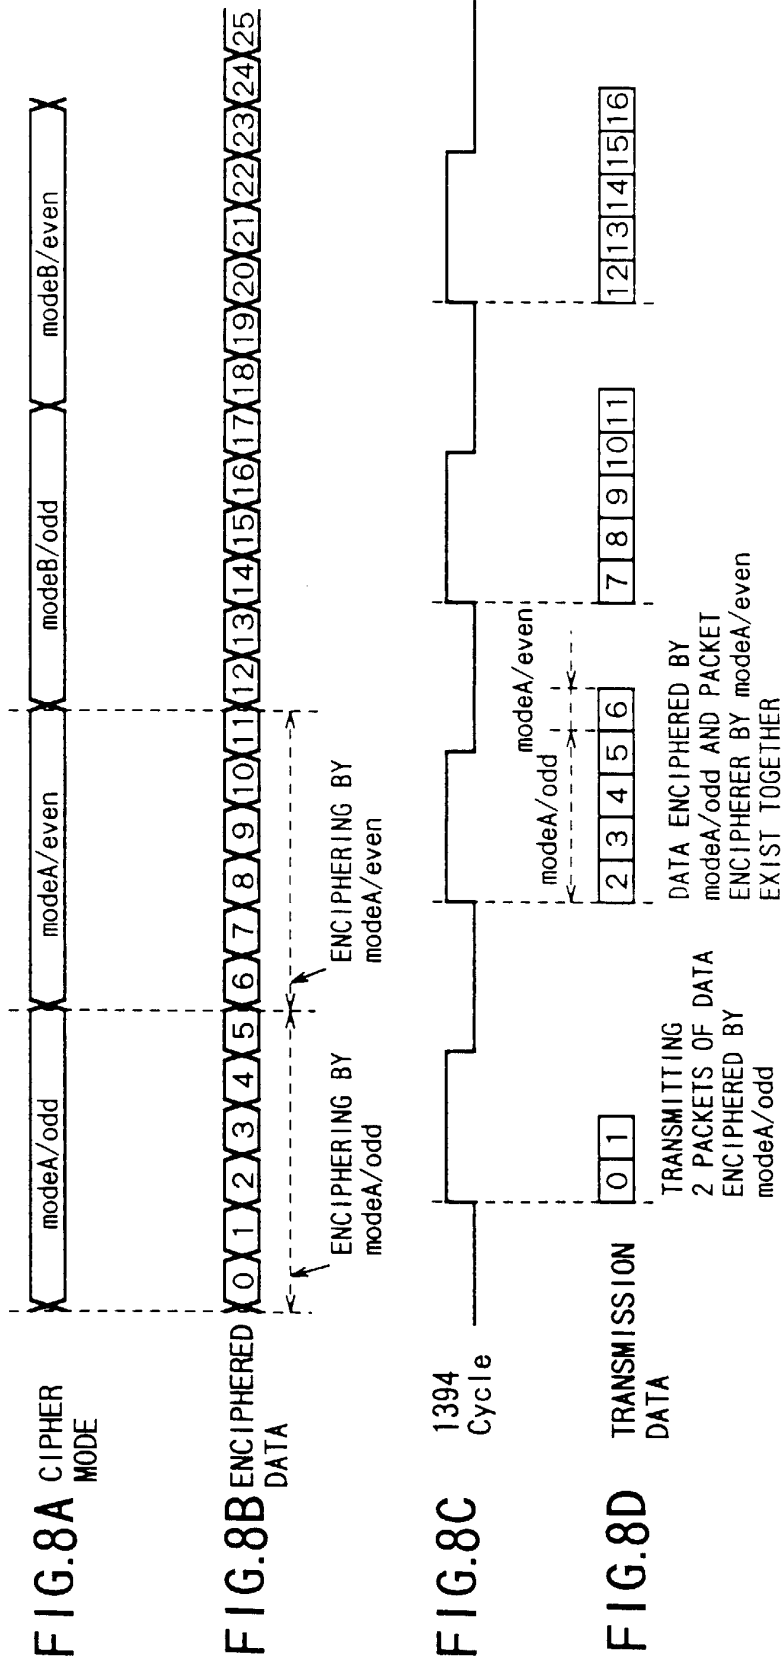 FIG.8A CIPHER
MODE
modeA/odd
modeA/even
modeB/odd
modeB/even
FIG.8B ENCIPHERED
DATA
0 1 2 3 4 5 6 7 8 9 10 11 12 13 14 15 16 17 18 19 20 21 22 23 24 25
ENCIPHERING BY
modeA/odd
ENCIPHERING BY
modeA/even
FIG.8C 1394
Cycle
modeA/odd
modeA/even
FIG.8D TRANSMISSION
DATA
0 1
2 3 4 5 6
7 8 9 10 11
12 13 14 15 16
TRANSMITTING
2 PACKETS OF DATA
ENCIPHERED BY
modeA/odd
DATA ENCIPHERED BY
modeA/odd AND PACKET
ENCIPHERER BY modeA/even
EXIST TOGETHER